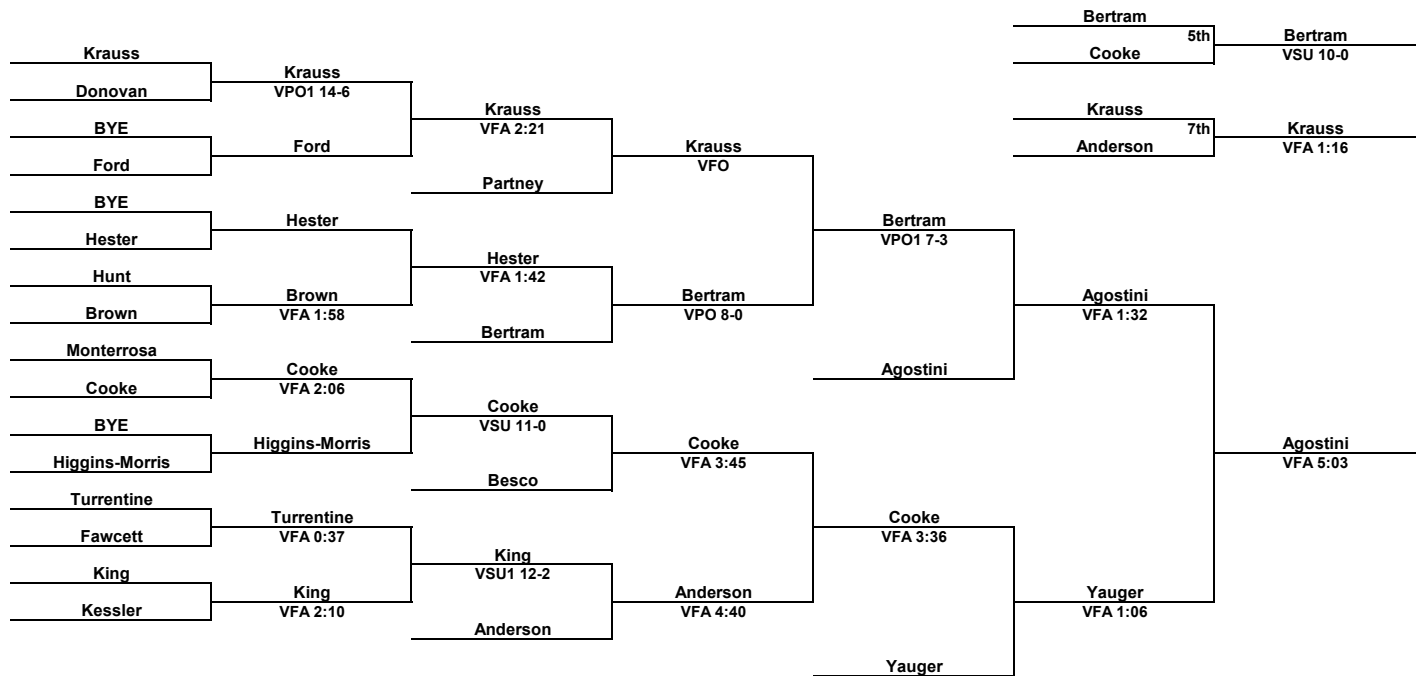 Krauss
Donovan
BYE
Ford
BYE
Hester
Hunt
Brown
Monterrosa
Cooke
BYE
Higgins-Morris
Turrentine
Fawcett
King
Kessler
Krauss
VPO1 14-6
Ford
Hester
Brown
VFA 1:58
Cooke
VFA 2:06
Higgins-Morris
Turrentine
VFA 0:37
King
VFA 2:10
Krauss
VFA 2:21
Partney
Hester
VFA 1:42
Bertram
Cooke
VSU 11-0
Besco
King
VSU1 12-2
Anderson
Krauss
VFO
Bertram
VPO 8-0
Cooke
VFA 3:45
Anderson
VFA 4:40
Bertram
VPO1 7-3
Agostini
Cooke
VFA 3:36
Yauger
Agostini
VFA 1:32
Yauger
VFA 1:06
Agostini
VFA 5:03
Bertram
5th
Cooke
Bertram
VSU 10-0
Krauss
7th
Anderson
Krauss
VFA 1:16